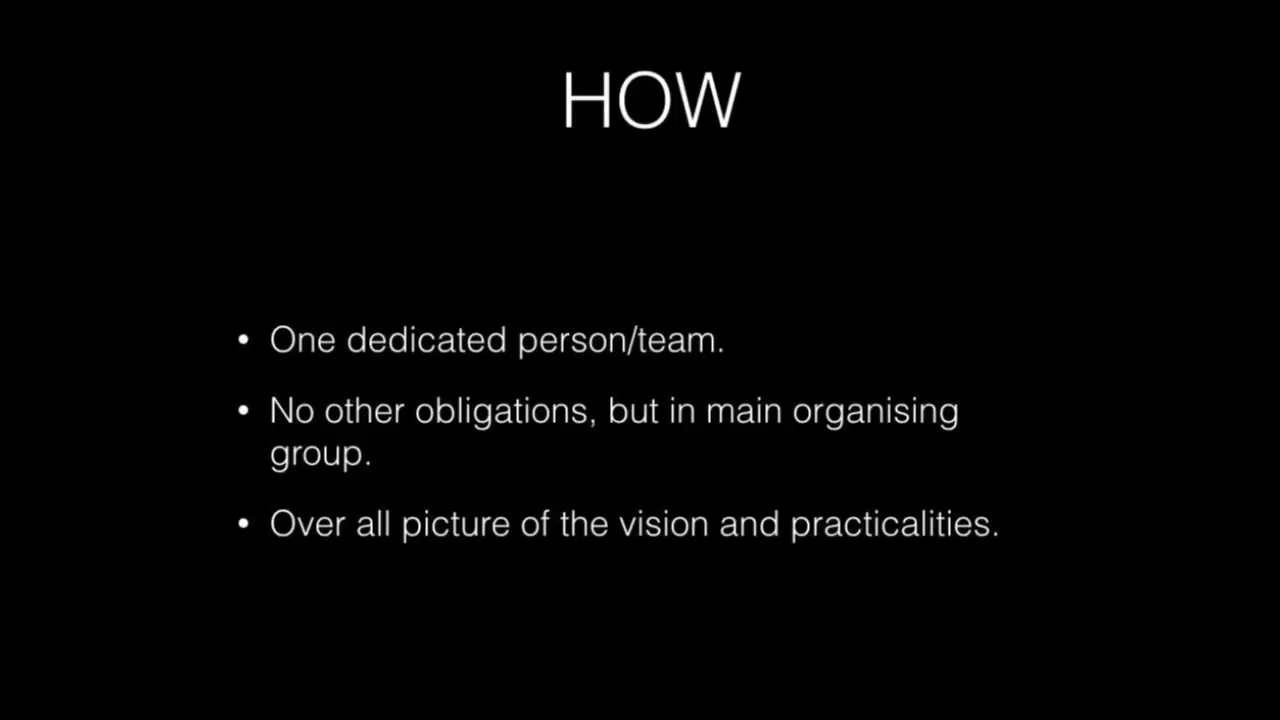 HOW
• One dedicated person/team.
• No other obligations, but in main organising
group.
• Over all picture of the vision and practicalities.